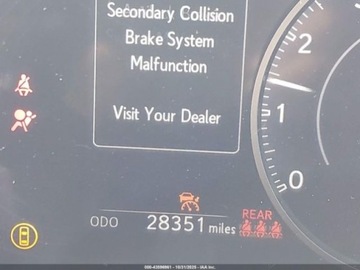 Secondary Collision
Brake System
Malfunction
Visit Your Dealer
2
1
0
ODO 28351 miles
REAR